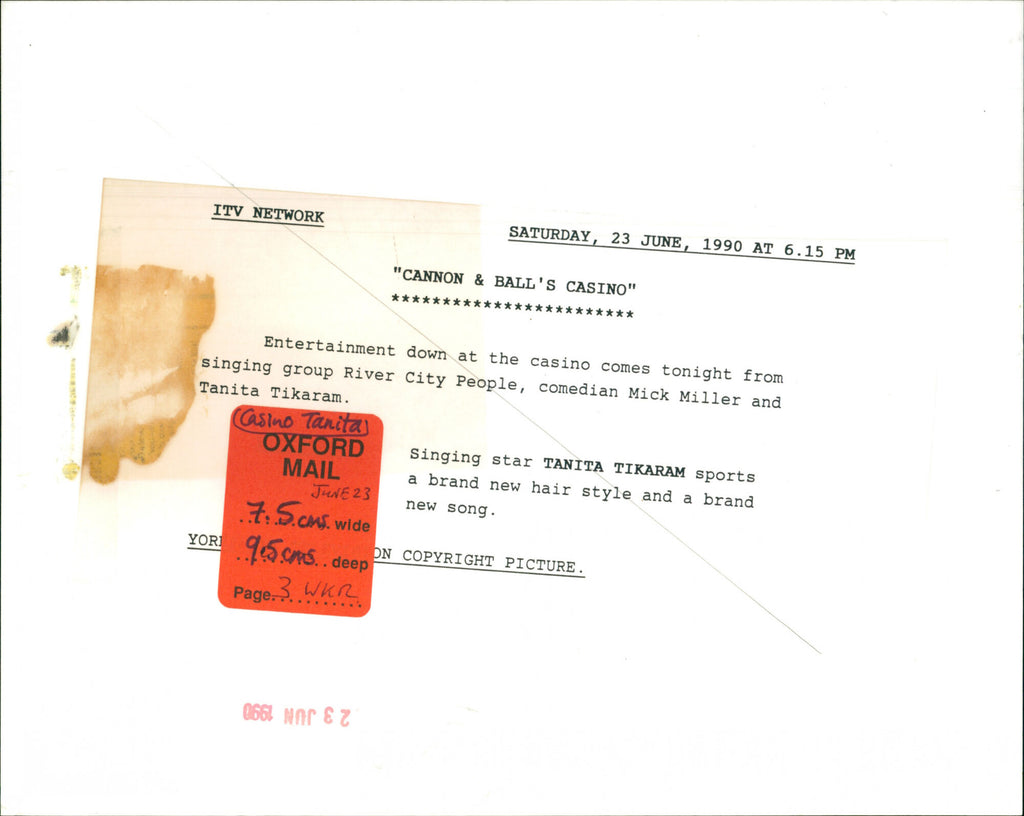 ITV NETWORK
SATURDAY, 23 JUNE, 1990 AT 6.15 PM
"CANNON & BALL'S CASINO"
************************
Entertainment down at the casino comes tonight from
singing group River City People, comedian Mick Miller and
Tanita Tikaram.
Singing star TANITA TIKARAM sports
a brand new hair style and a brand
new song.
YOR
ON COPYRIGHT PICTURE.
(Casino Tanita)
OXFORD
MAIL
JUNE 23
7.5 cms. wide
9.5 cms. deep
Page 3 WKR
23 JUN 1990